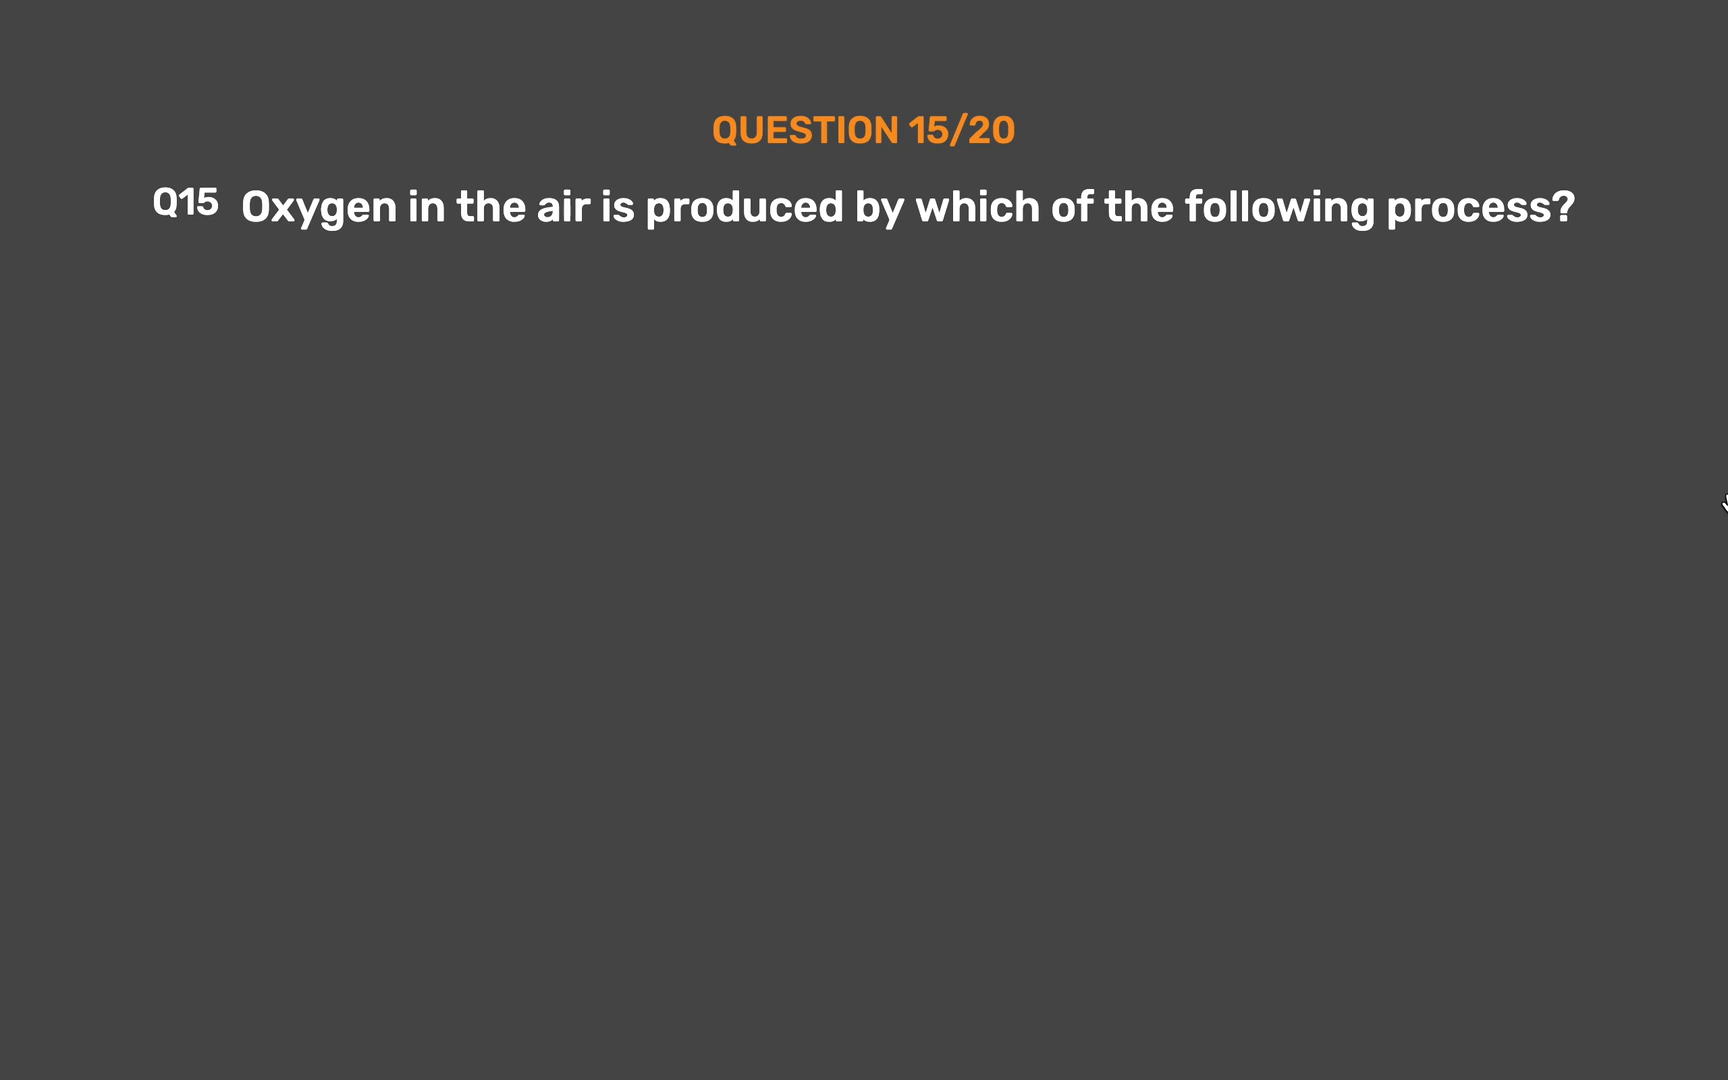 QUESTION 15/20
Q15 Oxygen in the air is produced by which of the following process?